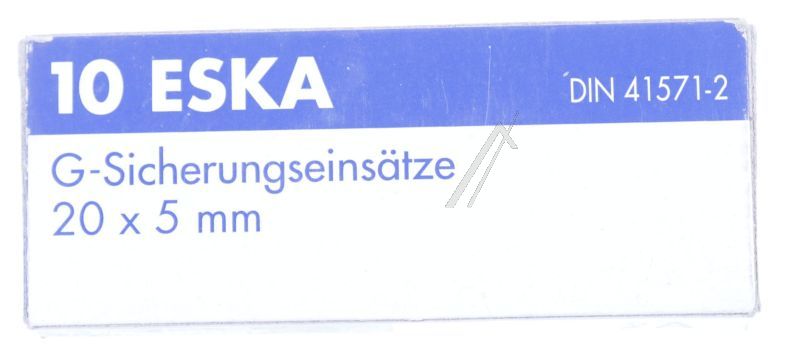 10 ESKA
DIN 41571-2
G-Sicherungseinsätze
20 x 5 mm